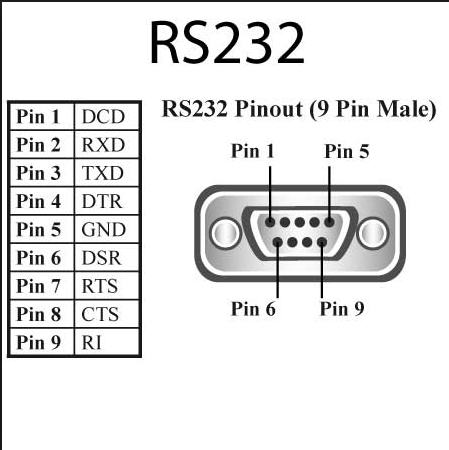 RS232
RS232 Pinout (9 Pin Male)
Pin 1 DCD
Pin 2 RXD
Pin 3 TXD
Pin 4 DTR
Pin 5 GND
Pin 6 DSR
Pin 7 RTS
Pin 8 CTS
Pin 9 RI
Pin 1 Pin 5
Pin 6 Pin 9